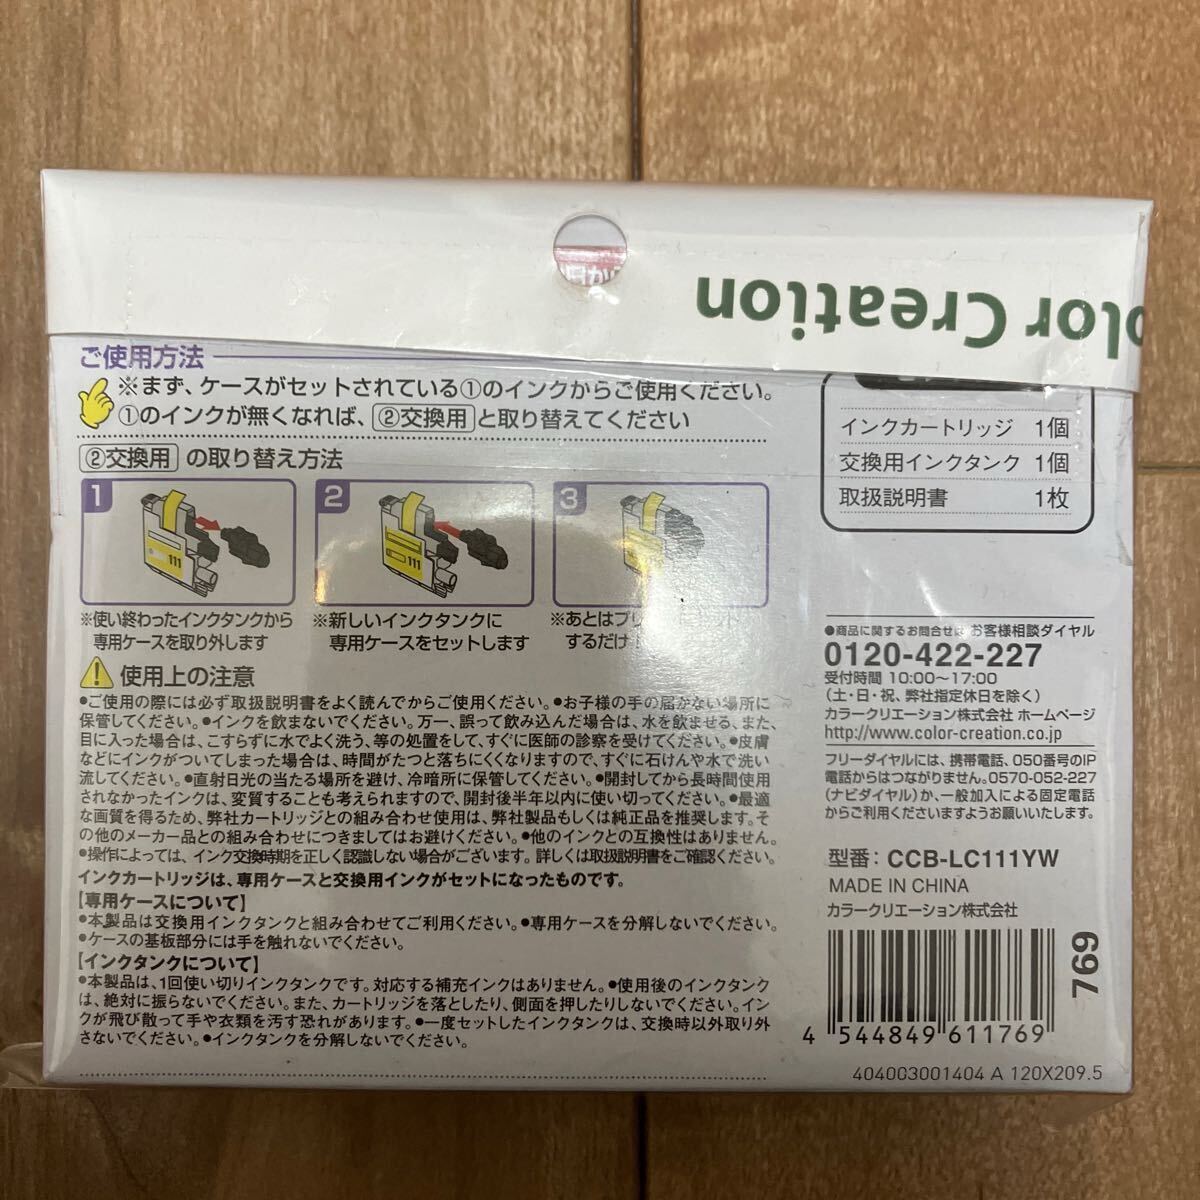 olor Creation
ご使用方法
※まず、ケースがセットされている①のインクからご使用ください。
①のインクが無くなれば、②交換用と取り替えてください
②交換用 の取り替え方法
1
2
3
111
111
※使い終わったインクタンクから
専用ケースを取り外します
※新しいインクタンクに
専用ケースをセットします
※あとはプリ
するだけ!
⚠使用上の注意
●ご使用の際には必ず取扱説明書をよく読んでからご使用ください。●お子様の手の届かない場所に
保管してください。●インクを飲まないでください。万一、誤って飲み込んだ場合は、水を飲ませる、また、
目に入った場合は、こすらずに水でよく洗う、等の処置をして、すぐに医師の診察を受けてください。●皮膚
などにインクがついてしまった場合は、時間がたつと落ちにくくなりますので、すぐに石けんや水で洗い
流してください。●直射日光の当たる場所を避け、冷暗所に保管してください。●開封してから長時間使用
されなかったインクは、変質することも考えられますので、開封後半年以内に使い切ってください。●最適
な画質を得るため、弊社カートリッジとの組み合わせ使用は、弊社製品もしくは純正品を推奨します。そ
の他のメーカー品との組み合わせにつきましてはお避けください。●他のインクとの互換性はありません。
●操作によっては、インク交換時期を正しく認識しない場合がございます。詳しくは取扱説明書をご確認ください。
インクカートリッジは、専用ケースと交換用インクがセットになったものです。
【専用ケースについて】
●本製品は交換用インクタンクと組み合わせてご利用ください。●専用ケースを分解しないでください。
●ケースの基板部分には手を触れないでください。
【インクタンクについて】
●本製品は、1回使い切りインクタンクです。対応する補充インクはありません。●使用後のインクタンク
は、絶対に振らないでください。また、カートリッジを落としたり、側面を押したりしないでください。イン
クが飛び散って手や衣類を汚す恐れがあります。●一度セットしたインクタンクは、交換時以外取り外
さないでください。●インクタンクを分解しないでください。
インクカートリッジ 1個
交換用インクタンク 1個
取扱説明書 1枚
●商品に関するお問合せは お客様相談ダイヤル
0120-422-227
受付時間 10:00〜17:00
（土・日・祝、弊社指定休日を除く）
カラークリエーション株式会社 ホームページ
http://www.color-creation.co.jp
フリーダイヤルには、携帯電話、050番号のIP
電話からはつながりません。0570-052-227
（ナビダイヤル）か、一般加入による固定電話
からご利用くださいますようお願いいたします。
型番：CCB-LC111YW
MADE IN CHINA
カラークリエーション株式会社
769
4 544849 611769
404003001404 A 120X209.5